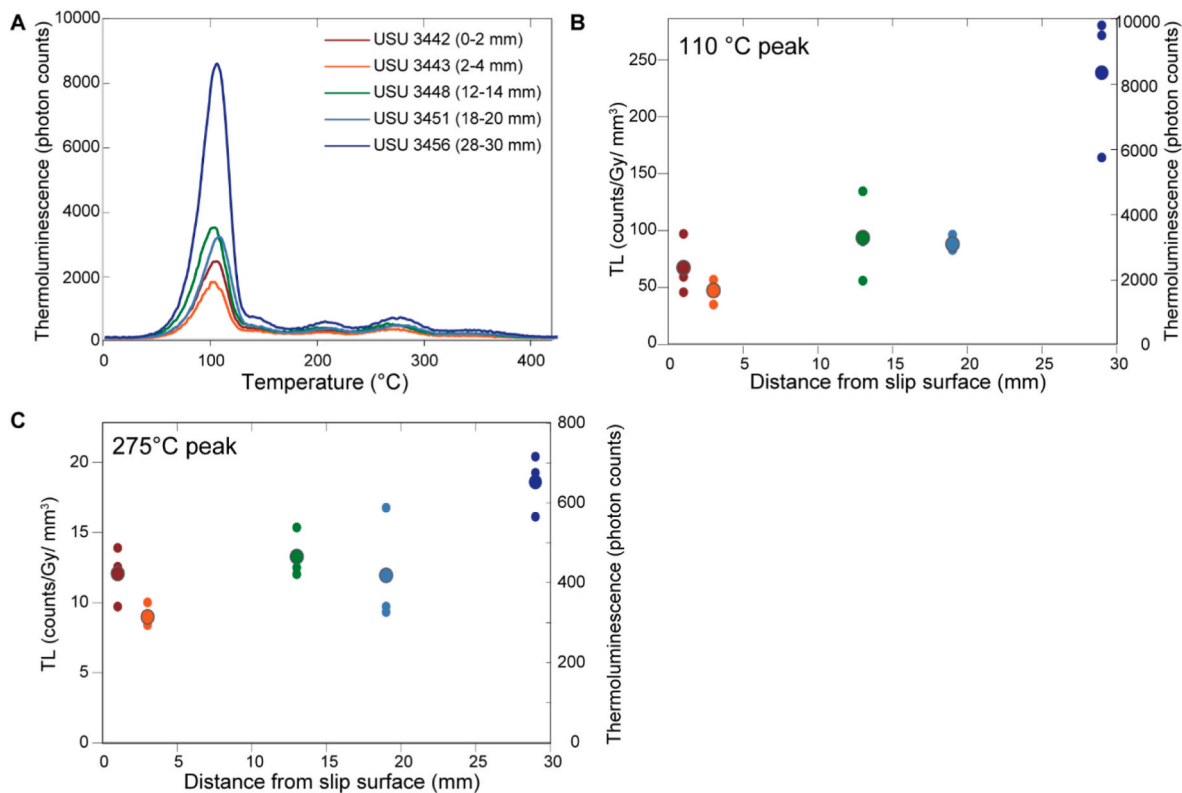 A
Thermoluminescence (photon counts)
10000
8000
6000
4000
2000
0
USU 3442 (0-2 mm)
USU 3443 (2-4 mm)
USU 3448 (12-14 mm)
USU 3451 (18-20 mm)
USU 3456 (28-30 mm)
0 100 200 300 400
Temperature (°C)
B
110 °C peak
TL (counts/Gy/ mm³)
250
200
150
100
50
0
10000
8000
6000
4000
2000
0
Thermoluminescence (photon counts)
0 5 10 15 20 25 30
Distance from slip surface (mm)
C
275°C peak
TL (counts/Gy/ mm³)
20
15
10
5
0
800
600
400
200
0
Thermoluminescence (photon counts)
0 5 10 15 20 25 30
Distance from slip surface (mm)